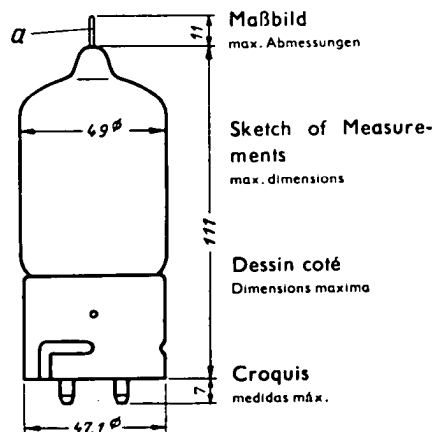 a
11
Maßbild
max. Abmessungen
49⌀
Sketch of Measure-
ments
max. dimensions
111
Dessin coté
Dimensions maxima
Croquis
medidas máx.
7
47,1⌀